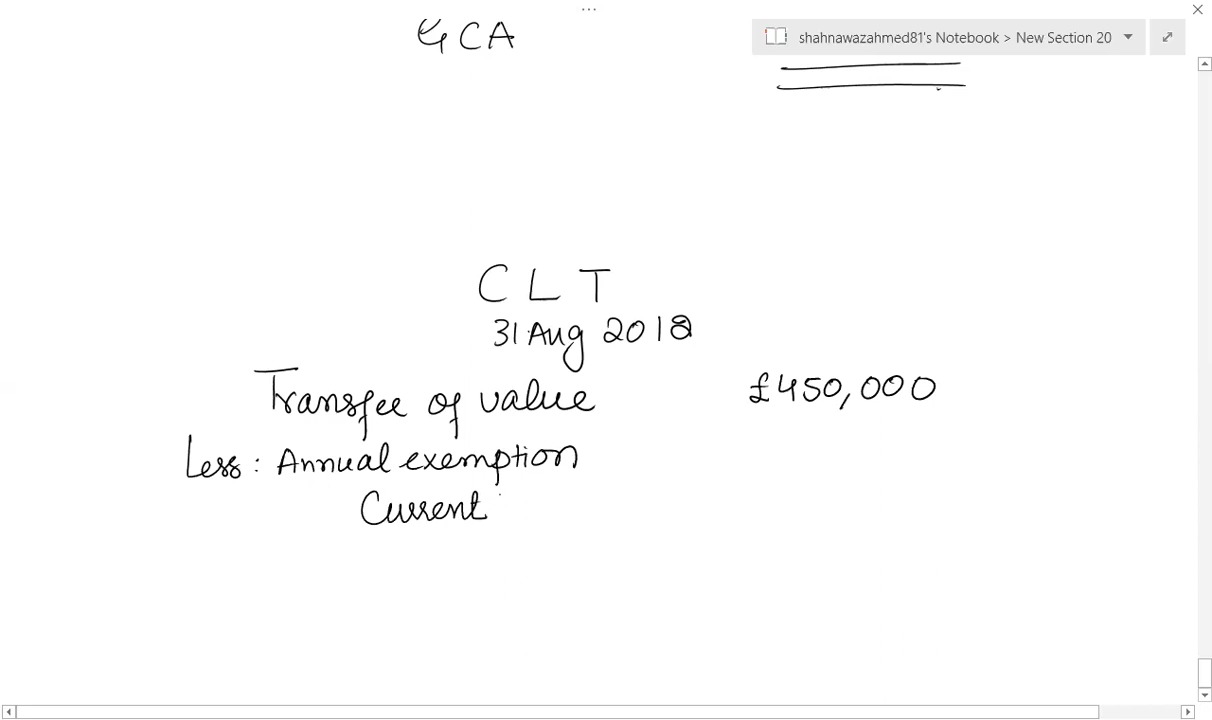 GCA
shahnawazahmed81's Notebook > New Section 20
CLT
31 Aug 2018
Transfer of value £450,000
Less: Annual exemption
Current